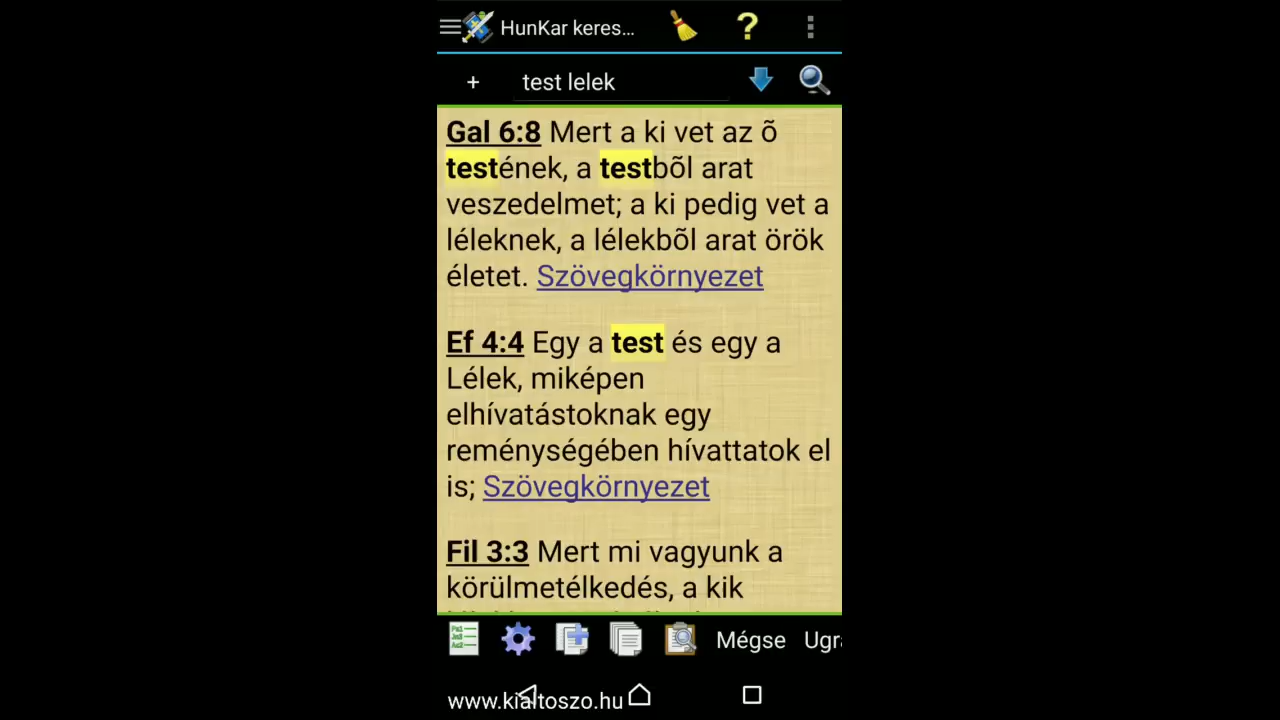 HunKar keres...
?
+ test lelek
Gal 6:8 Mert a ki vet az õ
testének, a testbõl arat
veszedelmet; a ki pedig vet a
léleknek, a lélekbõl arat örök
életet. Szövegkörnyezet
Ef 4:4 Egy a test és egy a
Lélek, miképen
elhívatástoknak egy
reménységében hívattatok el
is; Szövegkörnyezet
Fil 3:3 Mert mi vagyunk a
körülmetélkedés, a kik
Mégse Ugr
www.kialtoszo.hu